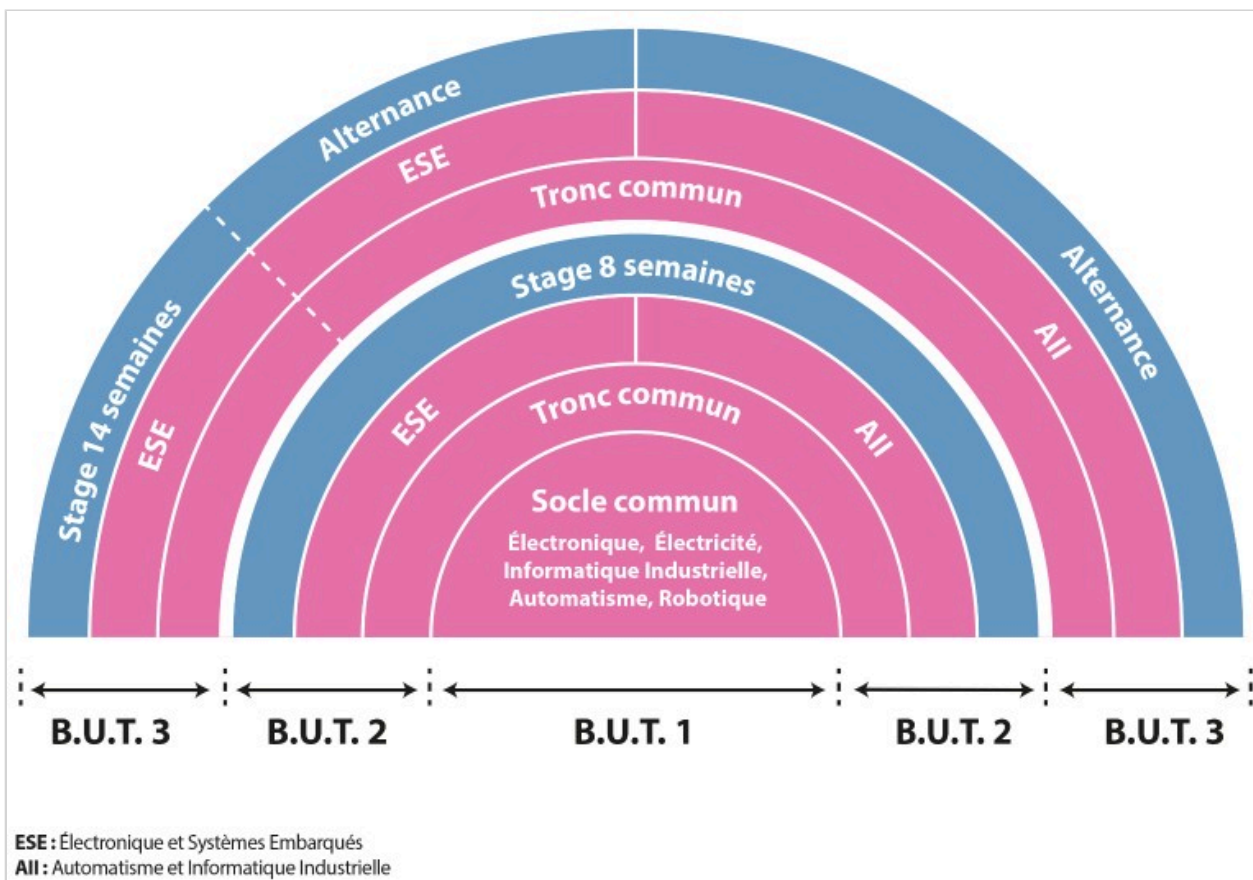 Alternance
ESE
Tronc commun
Stage 8 semaines
Alternance
AII
Stage 14 semaines
ESE
ESE
Tronc commun
AII
Socle commun
Électronique, Électricité,
Informatique Industrielle,
Automatisme, Robotique
B.U.T. 3
B.U.T. 2
B.U.T. 1
B.U.T. 2
B.U.T. 3
ESE : Électronique et Systèmes Embarqués
AII : Automatisme et Informatique Industrielle